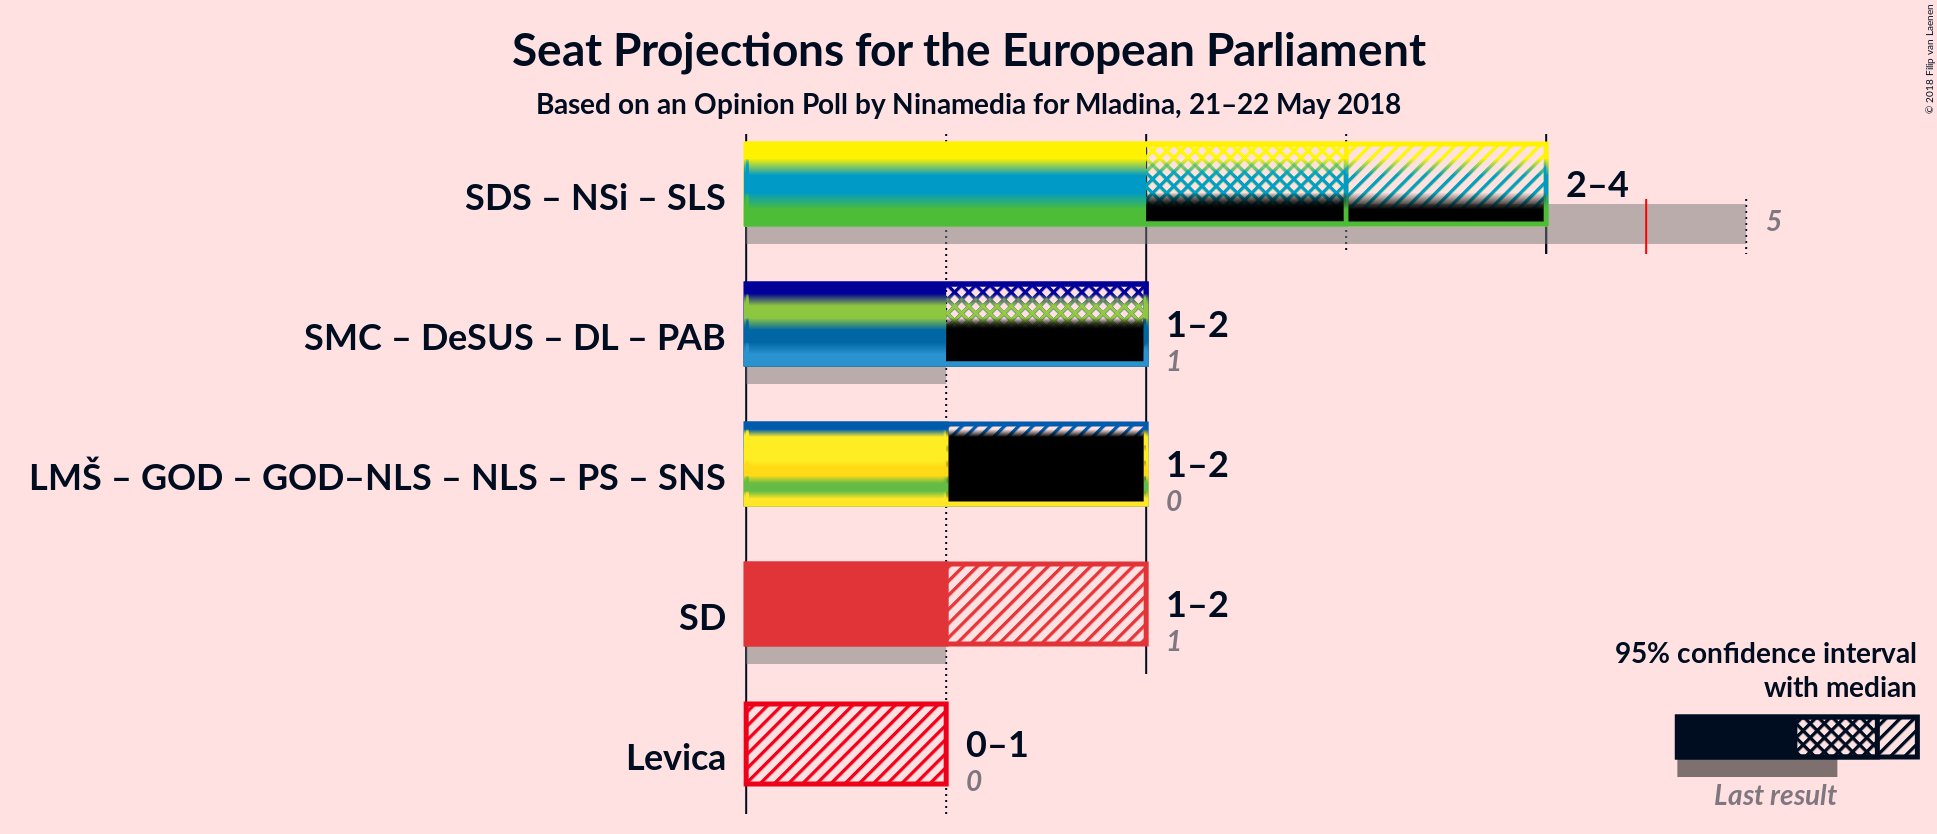 Seat Projections for the European Parliament
Based on an Opinion Poll by Ninamedia for Mladina, 21–22 May 2018
© 2018 Filip van Laenen
SDS – NSi – SLS
2–4
5
SMC – DeSUS – DL – PAB
1–2
1
LMŠ – GOD – GOD–NLS – NLS – PS – SNS
1–2
0
SD
1–2
1
Levica
0–1
0
95% confidence interval
with median
Last result